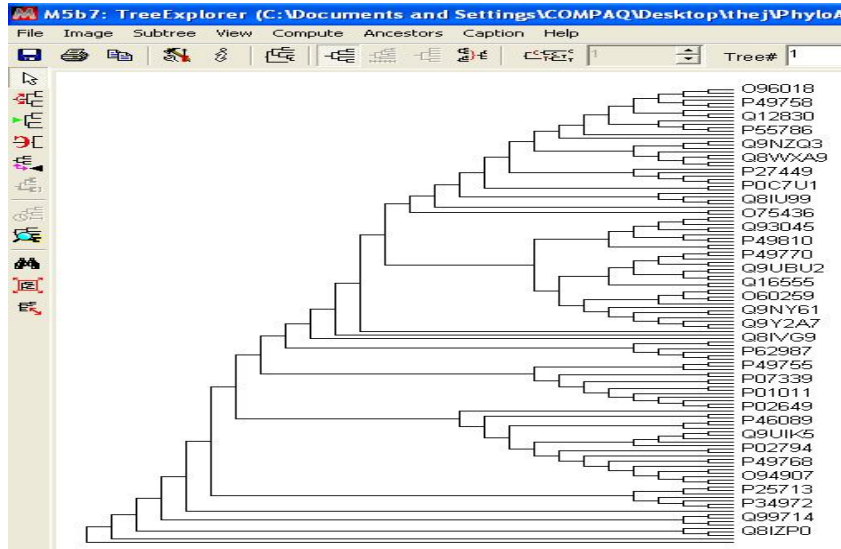 M5b7: TreeExplorer (C:\Documents and Settings\COMPAQ\Desktop\thej\PhyloA
File Image Subtree View Compute Ancestors Caption Help
1 Tree# 1
O96018
P49758
Q12830
P55786
Q9NZQ3
Q8WXA9
P27449
P0C7U1
Q8IU99
O75436
Q93045
P49810
P49770
Q9UBU2
Q16555
O60259
Q9NY61
Q9Y2A7
Q8IVG9
P62987
P49755
P07339
P01011
P02649
P46089
Q9UIK5
P02794
P49768
O94907
P25713
P34972
Q99714
Q8IZP0